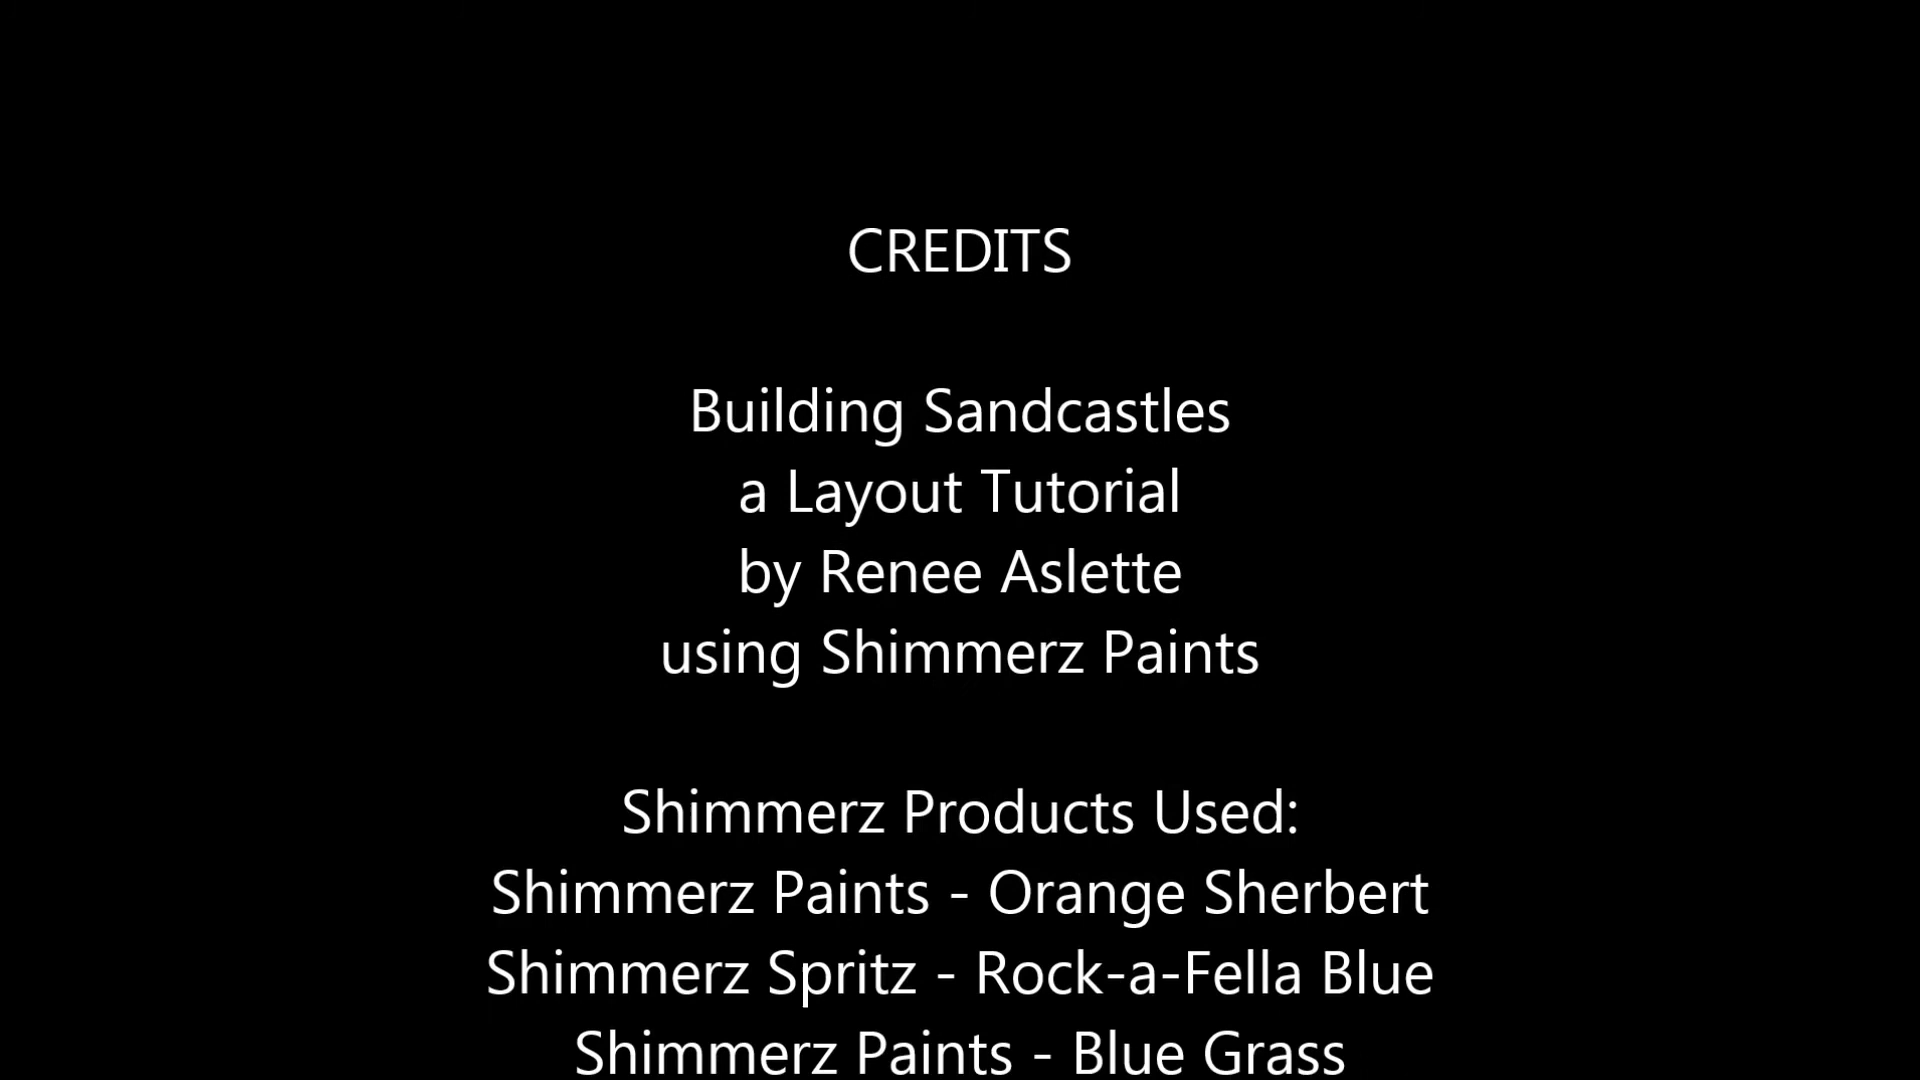 CREDITS
Building Sandcastles
a Layout Tutorial
by Renee Aslette
using Shimmerz Paints
Shimmerz Products Used:
Shimmerz Paints - Orange Sherbert
Shimmerz Spritz - Rock-a-Fella Blue
Shimmerz Paints - Blue Grass